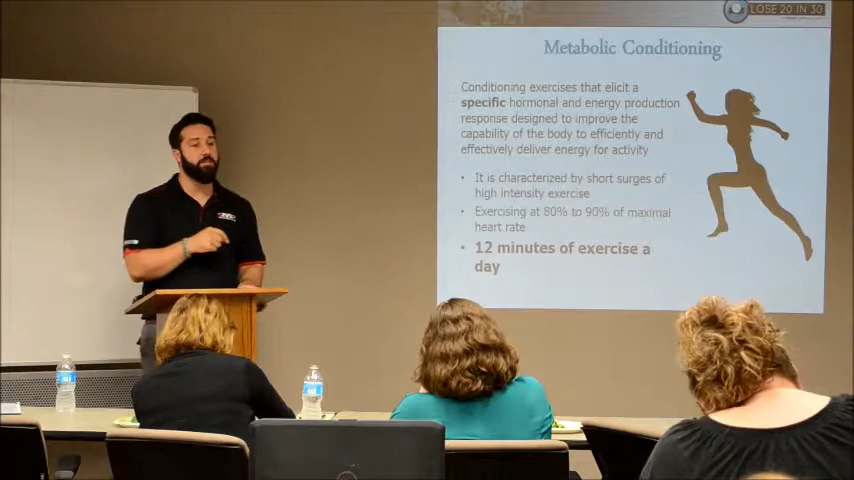 LOSE 20 IN 30
Metabolic Conditioning
Conditioning exercises that elicit a
specific hormonal and energy production
response designed to improve the
capability of the body to efficiently and
effectively deliver energy for activity
• It is characterized by short surges of
high intensity exercise
• Exercising at 80% to 90% of maximal
heart rate
• 12 minutes of exercise a
day